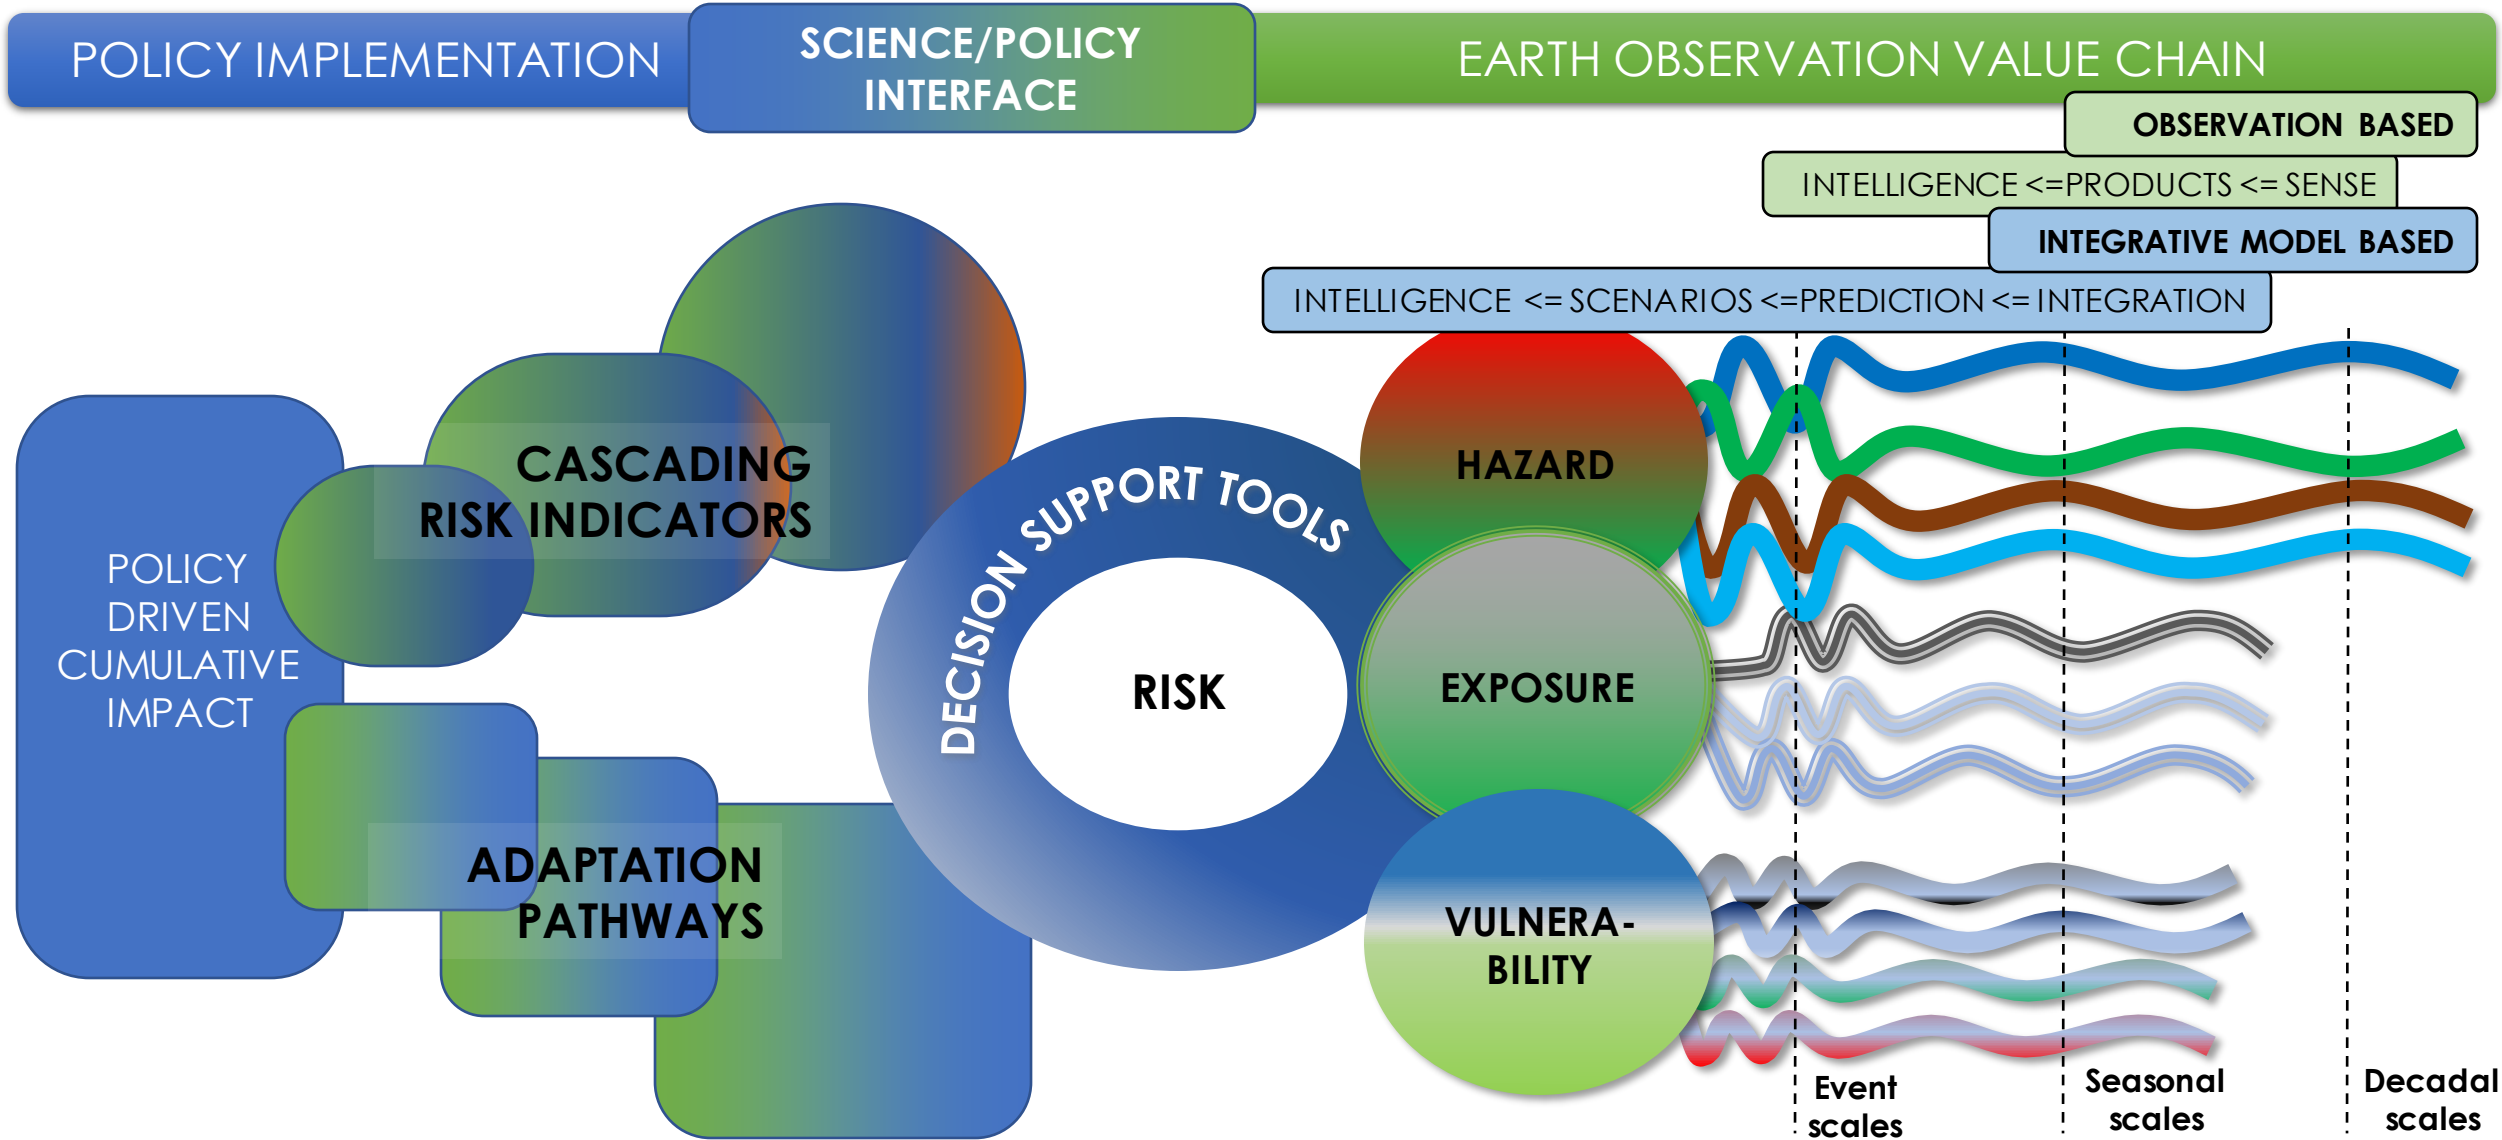 POLICY IMPLEMENTATION
SCIENCE/POLICY
INTERFACE
EARTH OBSERVATION VALUE CHAIN
OBSERVATION BASED
INTELLIGENCE <=PRODUCTS <= SENSE
INTEGRATIVE MODEL BASED
INTELLIGENCE <= SCENARIOS <=PREDICTION <= INTEGRATION
CASCADING
RISK INDICATORS
POLICY
DRIVEN
CUMULATIVE
IMPACT
ADAPTATION
PATHWAYS
DECISION SUPPORT TOOLS
RISK
HAZARD
EXPOSURE
VULNERA-
BILITY
Event
scales
Seasonal
scales
Decadal
scales